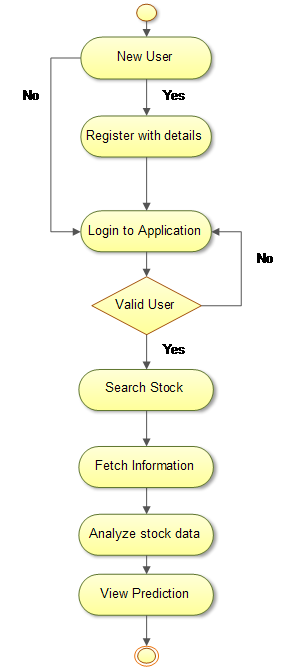 New User
No
Yes
Register with details
Login to Application
No
Valid User
Yes
Search Stock
Fetch Information
Analyze stock data
View Prediction